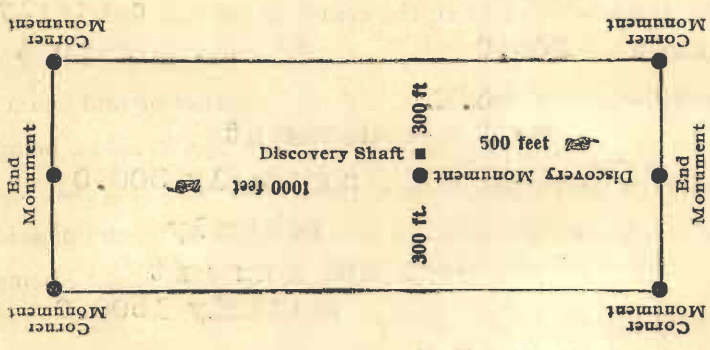 Corner
Monument
Corner
Monument
300 ft
500 feet
Discovery Shaft
Discovery Monument
End
Monument
End
Monument
1000 feet
300 ft.
Corner
Monument
Corner
Monument